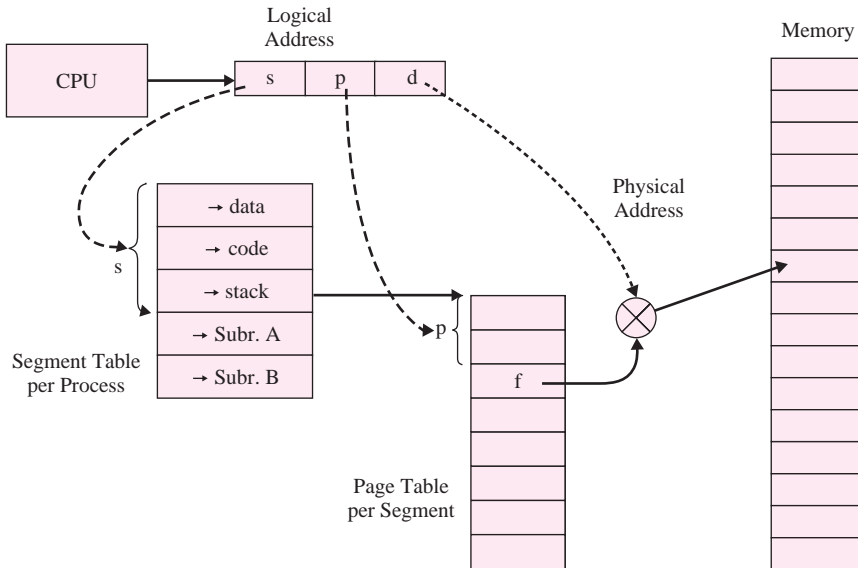 Logical
Address
Memory
CPU
s
p
d
Physical
Address
→ data
→ code
s
→ stack
→ Subr. A
p
Segment Table
per Process
→ Subr. B
f
Page Table
per Segment